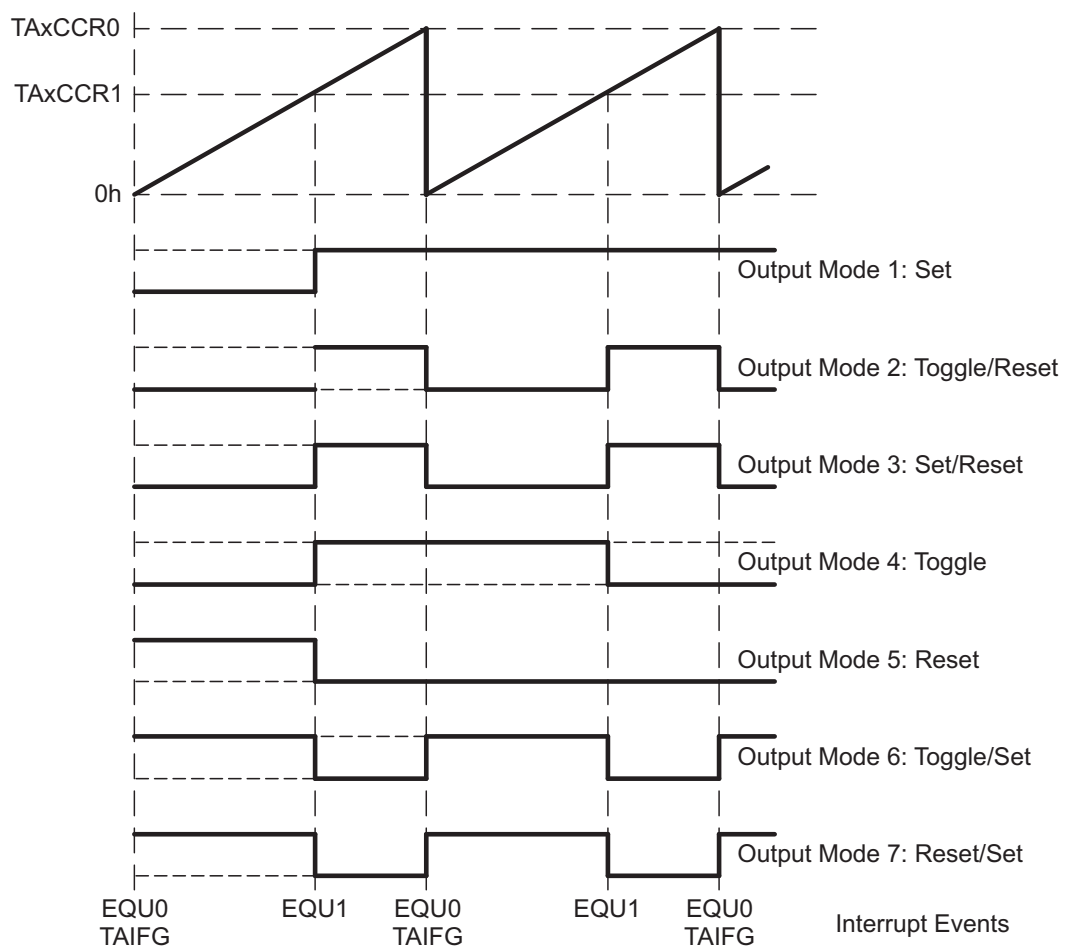 TAxCCR0
TAxCCR1
0h
Output Mode 1: Set
Output Mode 2: Toggle/Reset
Output Mode 3: Set/Reset
Output Mode 4: Toggle
Output Mode 5: Reset
Output Mode 6: Toggle/Set
Output Mode 7: Reset/Set
EQU0 EQU1 EQU0 EQU1 EQU0
TAIFG TAIFG TAIFG
Interrupt Events